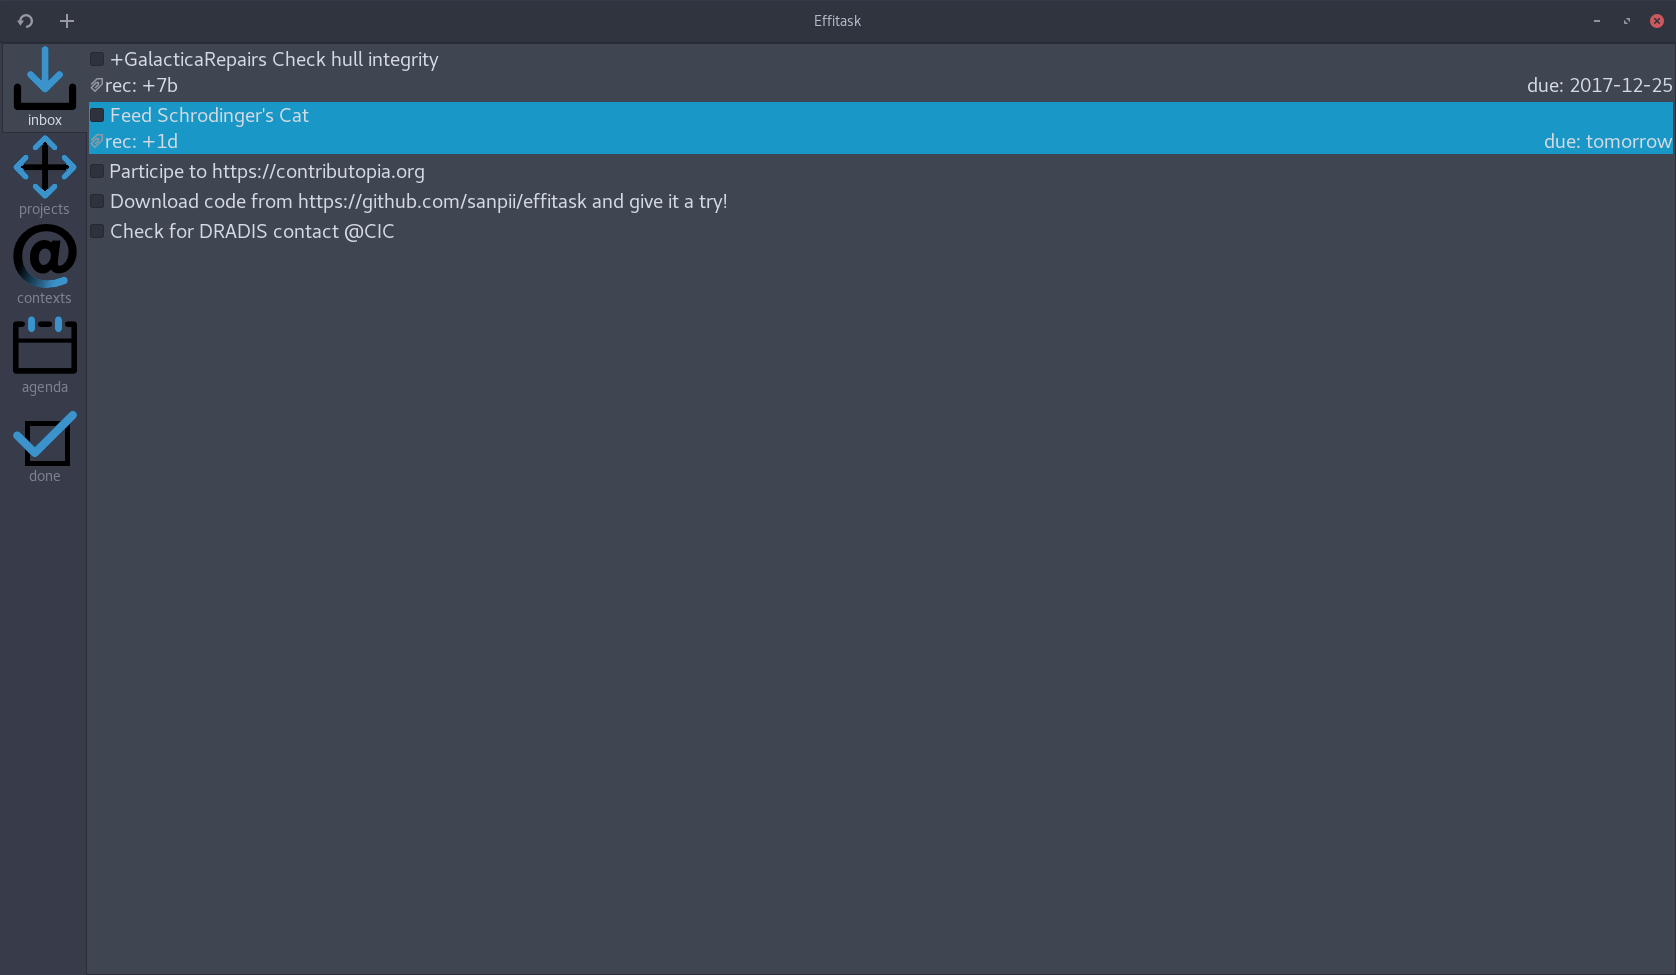 Effitask
inbox
projects
contexts
agenda
done
+GalacticaRepairs Check hull integrity
rec: +7b due: 2017-12-25
Feed Schrodinger's Cat
rec: +1d due: tomorrow
Participe to https://contributopia.org
Download code from https://github.com/sanpii/effitask and give it a try!
Check for DRADIS contact @CIC